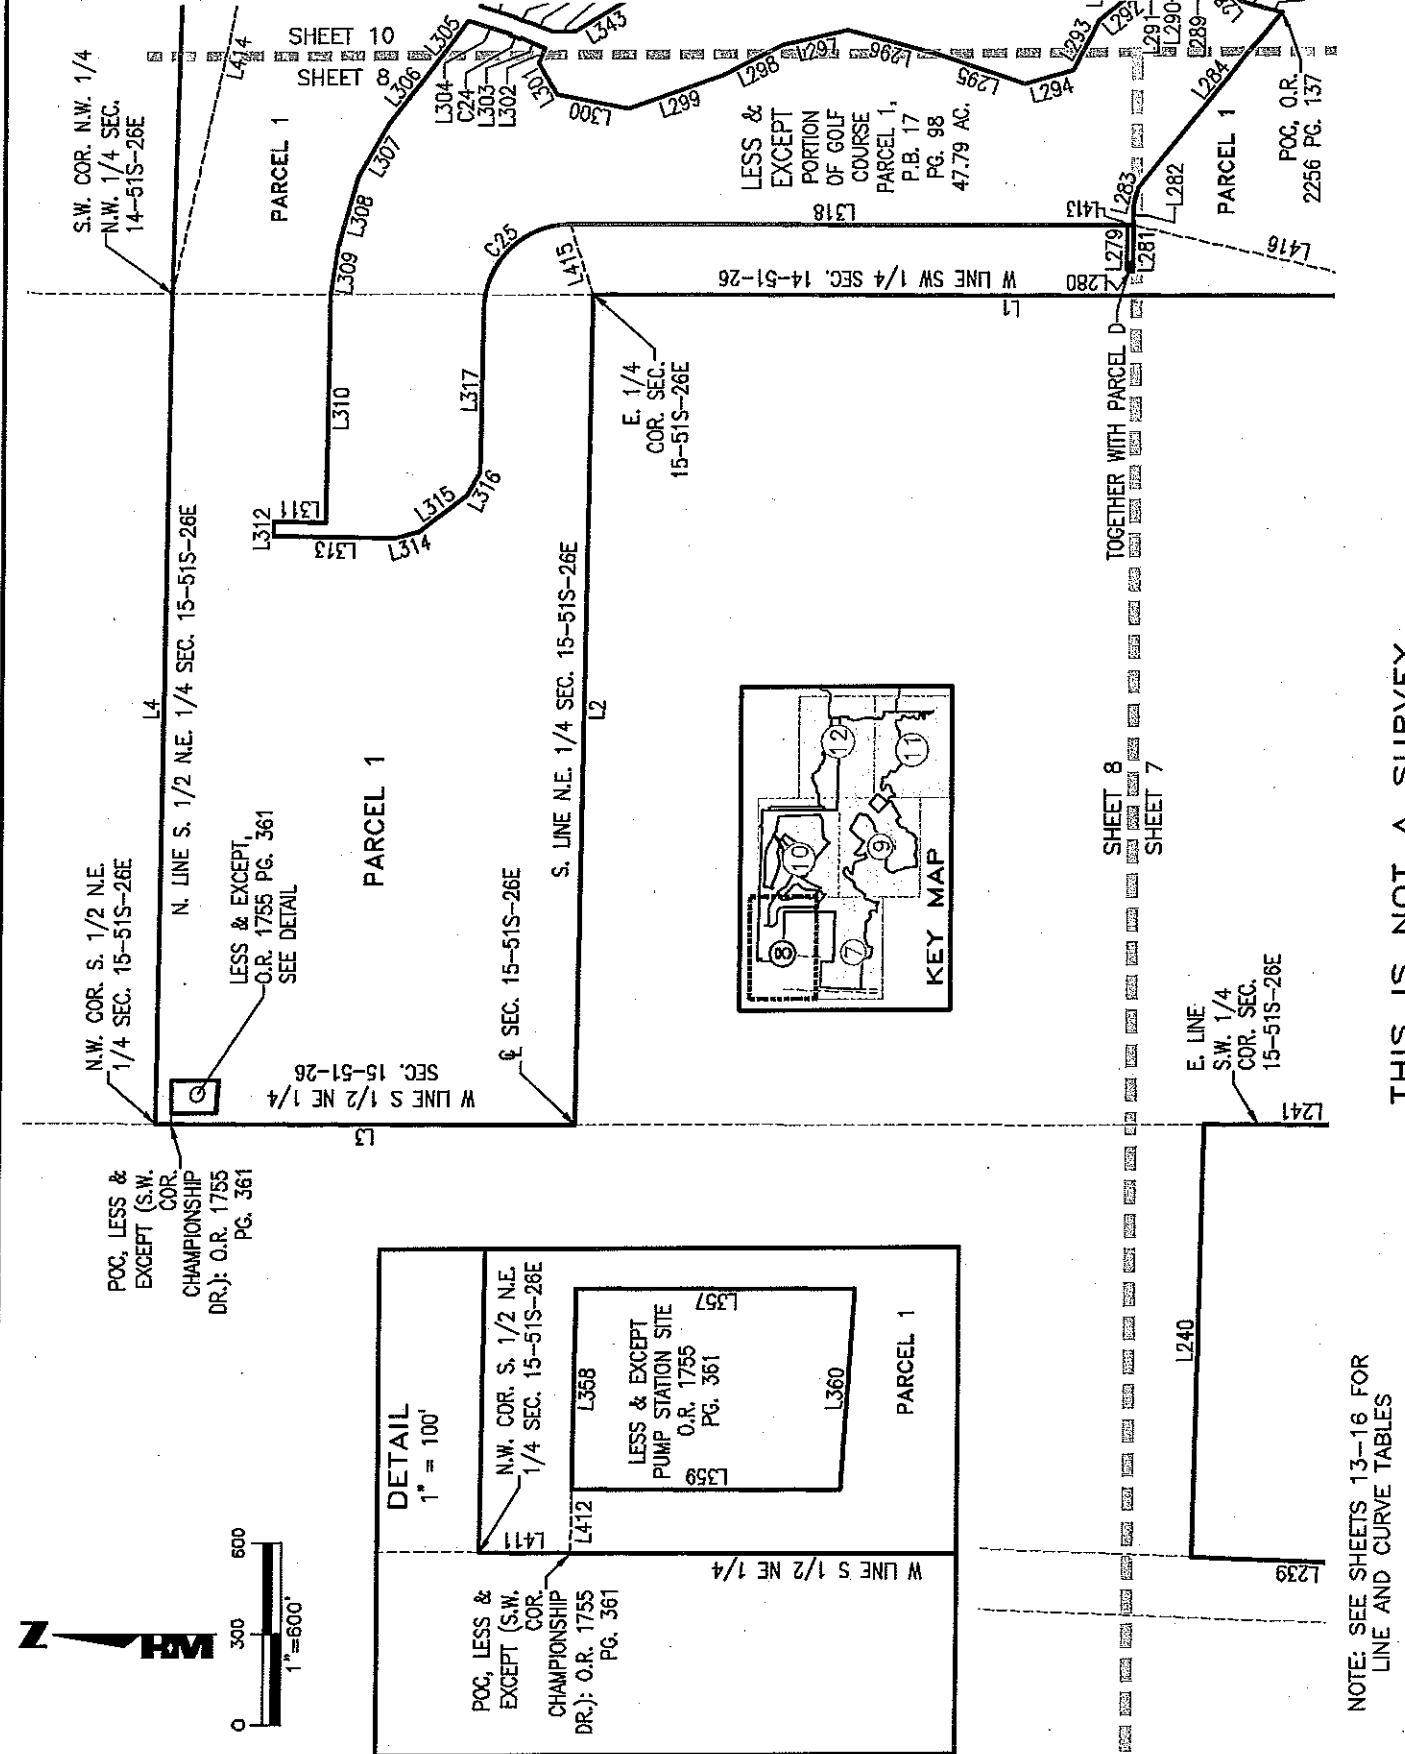 N
RM
0 300 600
1"=600'
POC, LESS &
EXCEPT (S.W.
COR.
CHAMPIONSHIP
DR.): O.R. 1755
PG. 361
N.W. COR. S. 1/2 N.E.
1/4 SEC. 15-51S-26E
L4
N. LINE S. 1/2 N.E. 1/4 SEC. 15-51S-26E
LESS & EXCEPT,
O.R. 1755 PG. 361
SEE DETAIL
W LINE S 1/2 NE 1/4
SEC. 15-51-26
L3
PARCEL 1
S.W. COR. N.W. 1/4
N.W. 1/4 SEC.
14-51S-26E
L414
SHEET 10
SHEET 8
PARCEL 1
L305
L306
L304
C24
L303
L302
L343
L301
L300
L299
L298
L297
L296
L295
L294
L293
L292
L291
L290
L289
L284
L307
L308
L309
L310
L311
L312
L313
L314
L315
L316
L317
C25
L415
L318
LESS &
EXCEPT
PORTION
OF GOLF
COURSE
PARCEL 1,
P.B. 17
PG. 98
47.79 AC.
W LINE SW 1/4 SEC. 14-51-26
L1
E. 1/4
COR. SEC.
15-51S-26E
S. LINE N.E. 1/4 SEC. 15-51S-26E
L2
℄ SEC. 15-51S-26E
L413
L283
L282
L279
L281
L280
L416
PARCEL 1
POC, O.R.
2256 PG. 137
TOGETHER WITH PARCEL D
SHEET 8
SHEET 7
8
10
12
7
9
11
KEY MAP
DETAIL
1" = 100'
N.W. COR. S. 1/2 N.E.
1/4 SEC. 15-51S-26E
L411
L412
L358
L357
L359
L360
LESS & EXCEPT
PUMP STATION SITE
O.R. 1755
PG. 361
PARCEL 1
W LINE S 1/2 NE 1/4
POC, LESS &
EXCEPT (S.W.
COR.
CHAMPIONSHIP
DR.): O.R. 1755
PG. 361
E. LINE
S.W. 1/4
COR. SEC.
15-51S-26E
L241
L240
L239
NOTE: SEE SHEETS 13-16 FOR
LINE AND CURVE TABLES
THIS IS NOT A SURVEY